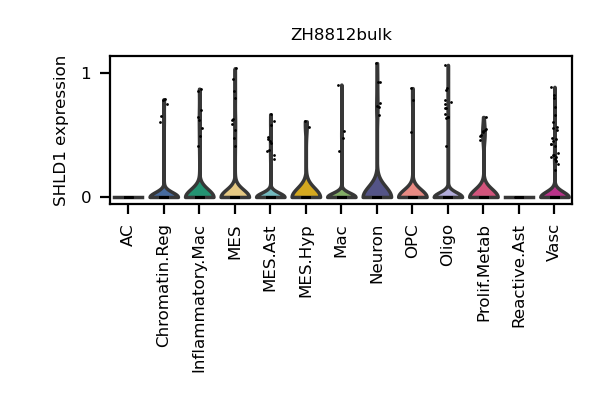 ZH8812bulk
SHLD1 expression
1
0
AC
Chromatin.Reg
Inflammatory.Mac
MES
MES.Ast
MES.Hyp
Mac
Neuron
OPC
Oligo
Prolif.Metab
Reactive.Ast
Vasc